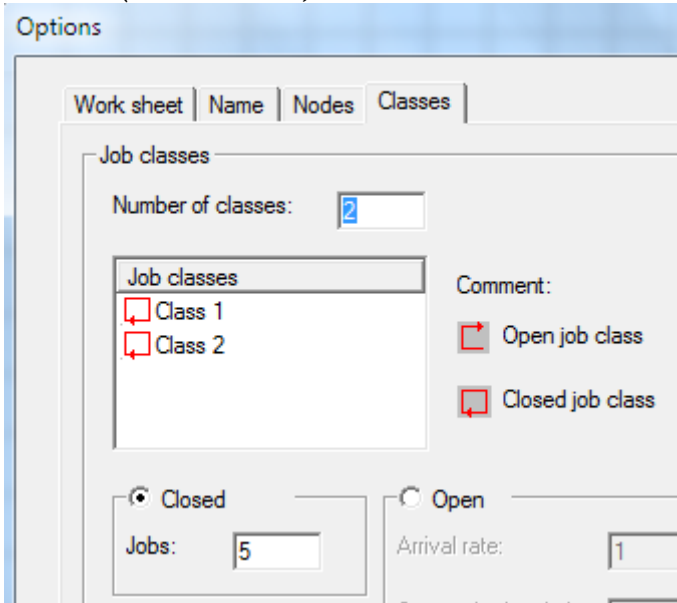 Options
Work sheet Name Nodes Classes
Job classes
Number of classes: 2
Job classes
Class 1
Class 2
Comment:
Open job class
Closed job class
Closed
Jobs: 5
Open
Arrival rate: 1